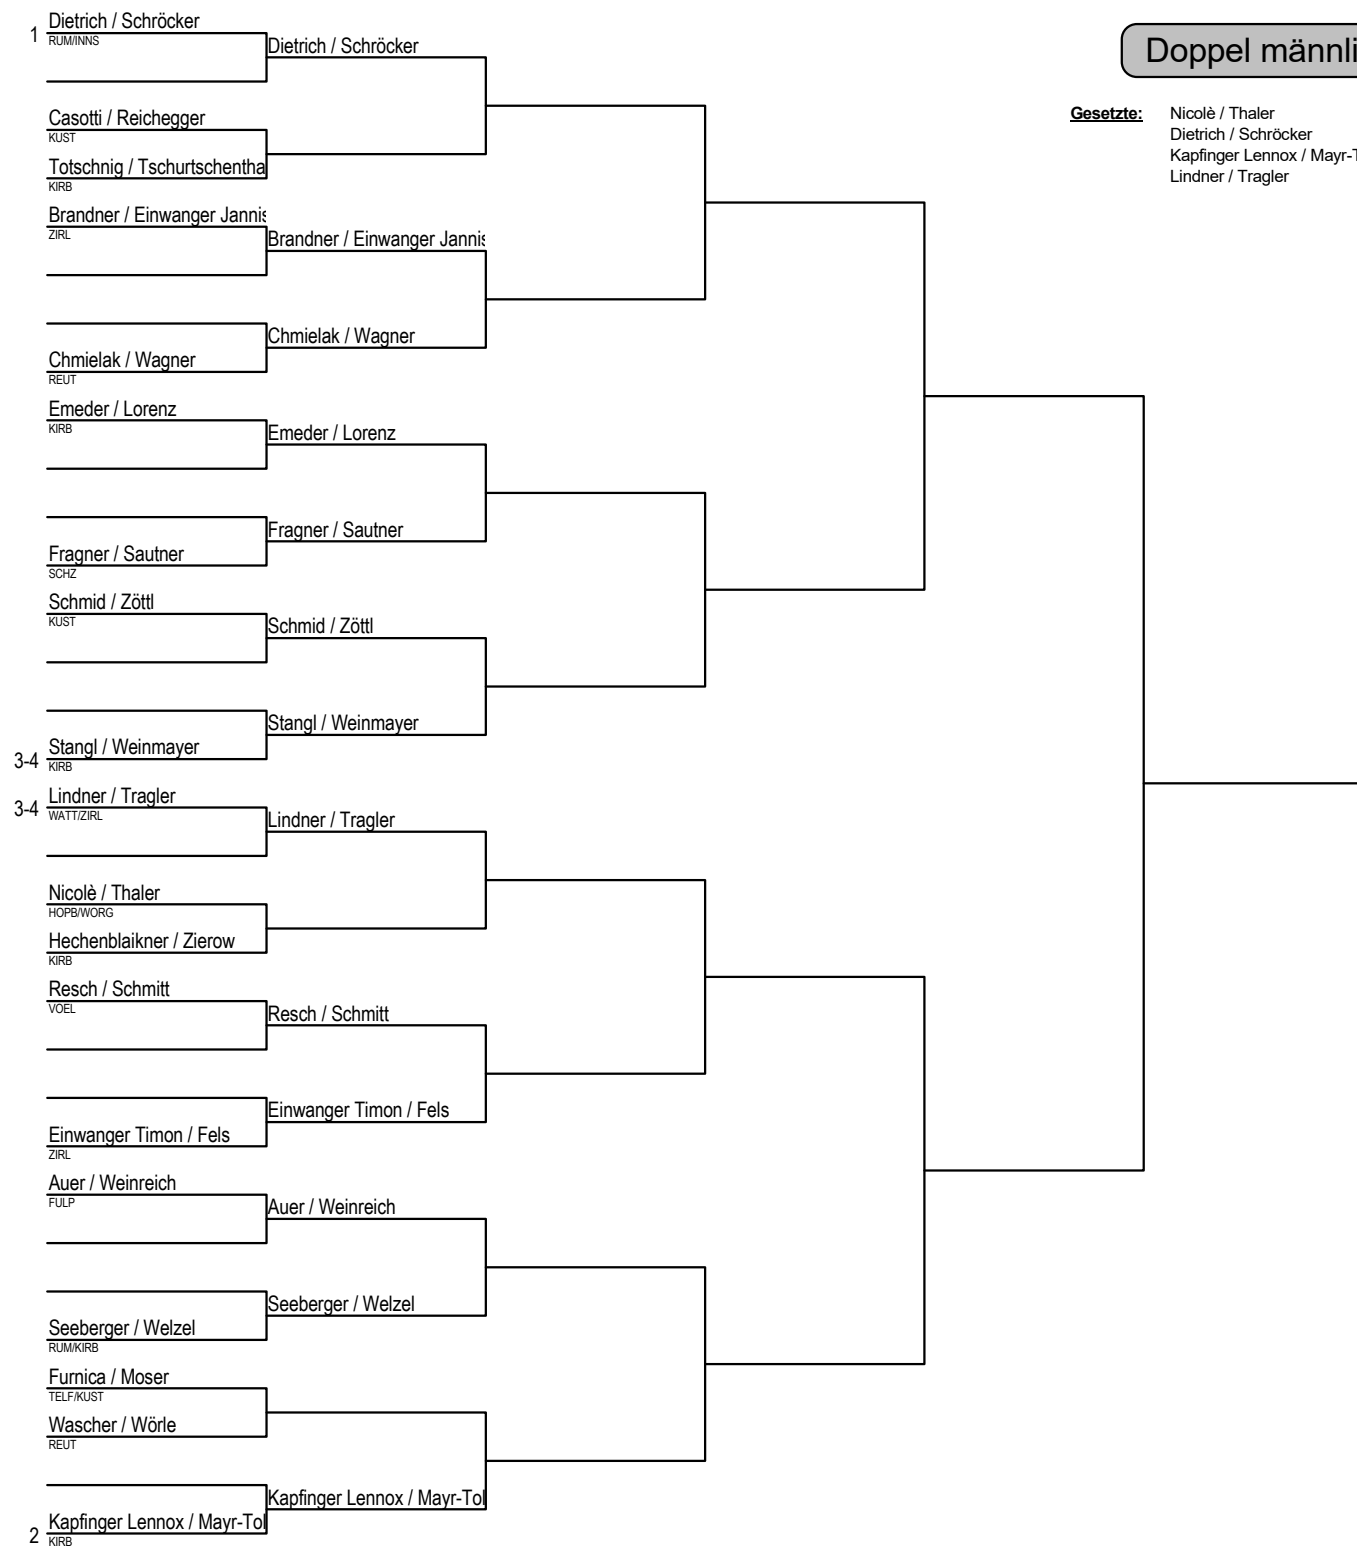 Doppel männli
Gesetzte: Nicolè / Thaler
Dietrich / Schröcker
Kapfinger Lennox / Mayr-T
Lindner / Tragler
1 Dietrich / Schröcker
RUM/INNS
Dietrich / Schröcker
Casotti / Reichegger
KUST
Totschnig / Tschurtschentha
KIRB
Brandner / Einwanger Jannis
ZIRL
Brandner / Einwanger Jannis
Chmielak / Wagner
Chmielak / Wagner
REUT
Emeder / Lorenz
KIRB
Emeder / Lorenz
Fragner / Sautner
Fragner / Sautner
SCHZ
Schmid / Zöttl
KUST
Schmid / Zöttl
Stangl / Weinmayer
3-4 Stangl / Weinmayer
KIRB
3-4 Lindner / Tragler
WATT/ZIRL
Lindner / Tragler
Nicolè / Thaler
HOPB/WORG
Hechenblaikner / Zierow
KIRB
Resch / Schmitt
VOEL
Resch / Schmitt
Einwanger Timon / Fels
Einwanger Timon / Fels
ZIRL
Auer / Weinreich
FULP
Auer / Weinreich
Seeberger / Welzel
Seeberger / Welzel
RUM/KIRB
Furnica / Moser
TELF/KUST
Wascher / Wörle
REUT
Kapfinger Lennox / Mayr-Tol
2 Kapfinger Lennox / Mayr-Tol
KIRB